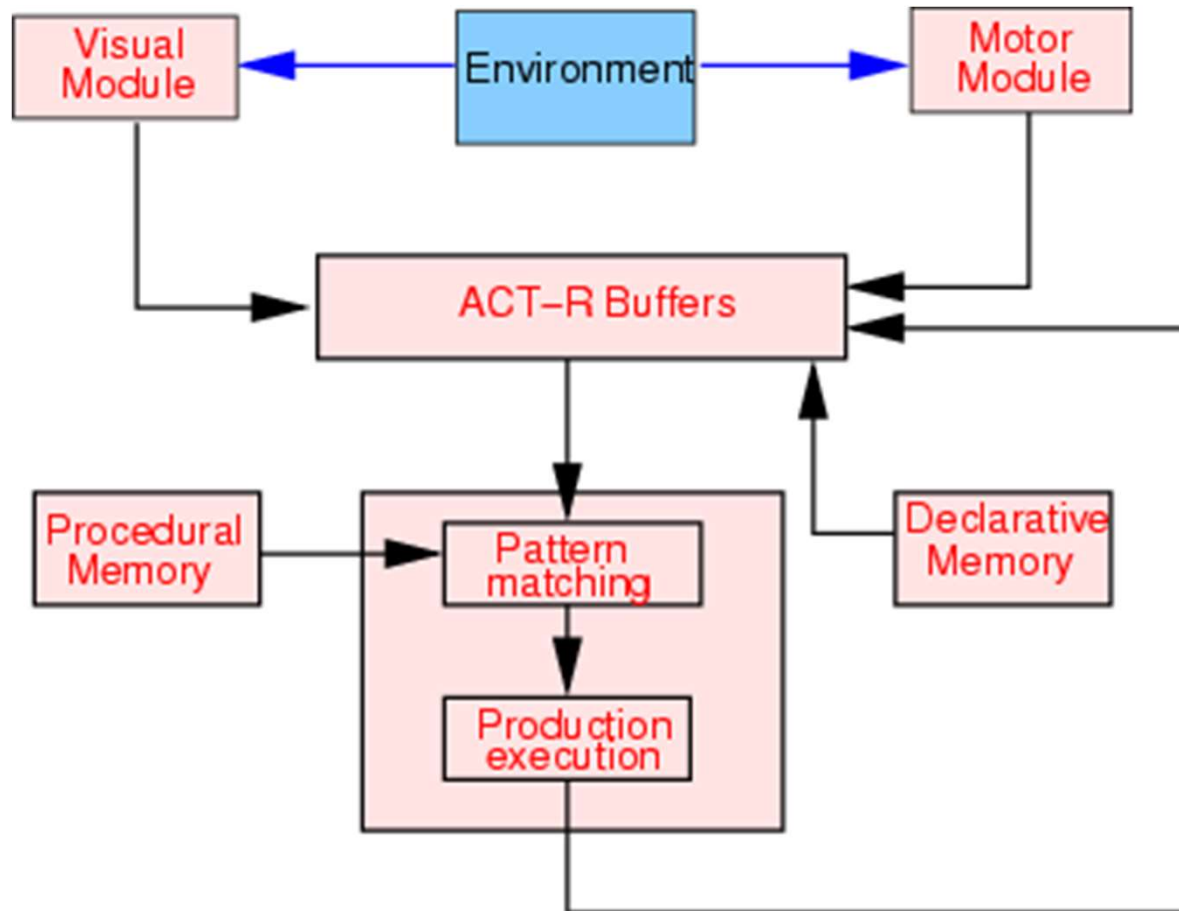 Visual
Module
Environment
Motor
Module
ACT–R Buffers
Procedural
Memory
Pattern
matching
Declarative
Memory
Production
execution